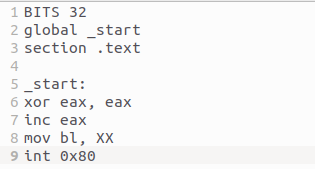 1 BITS 32
2 global _start
3 section .text
4
5 _start:
6 xor eax, eax
7 inc eax
8 mov bl, XX
9 int 0x80